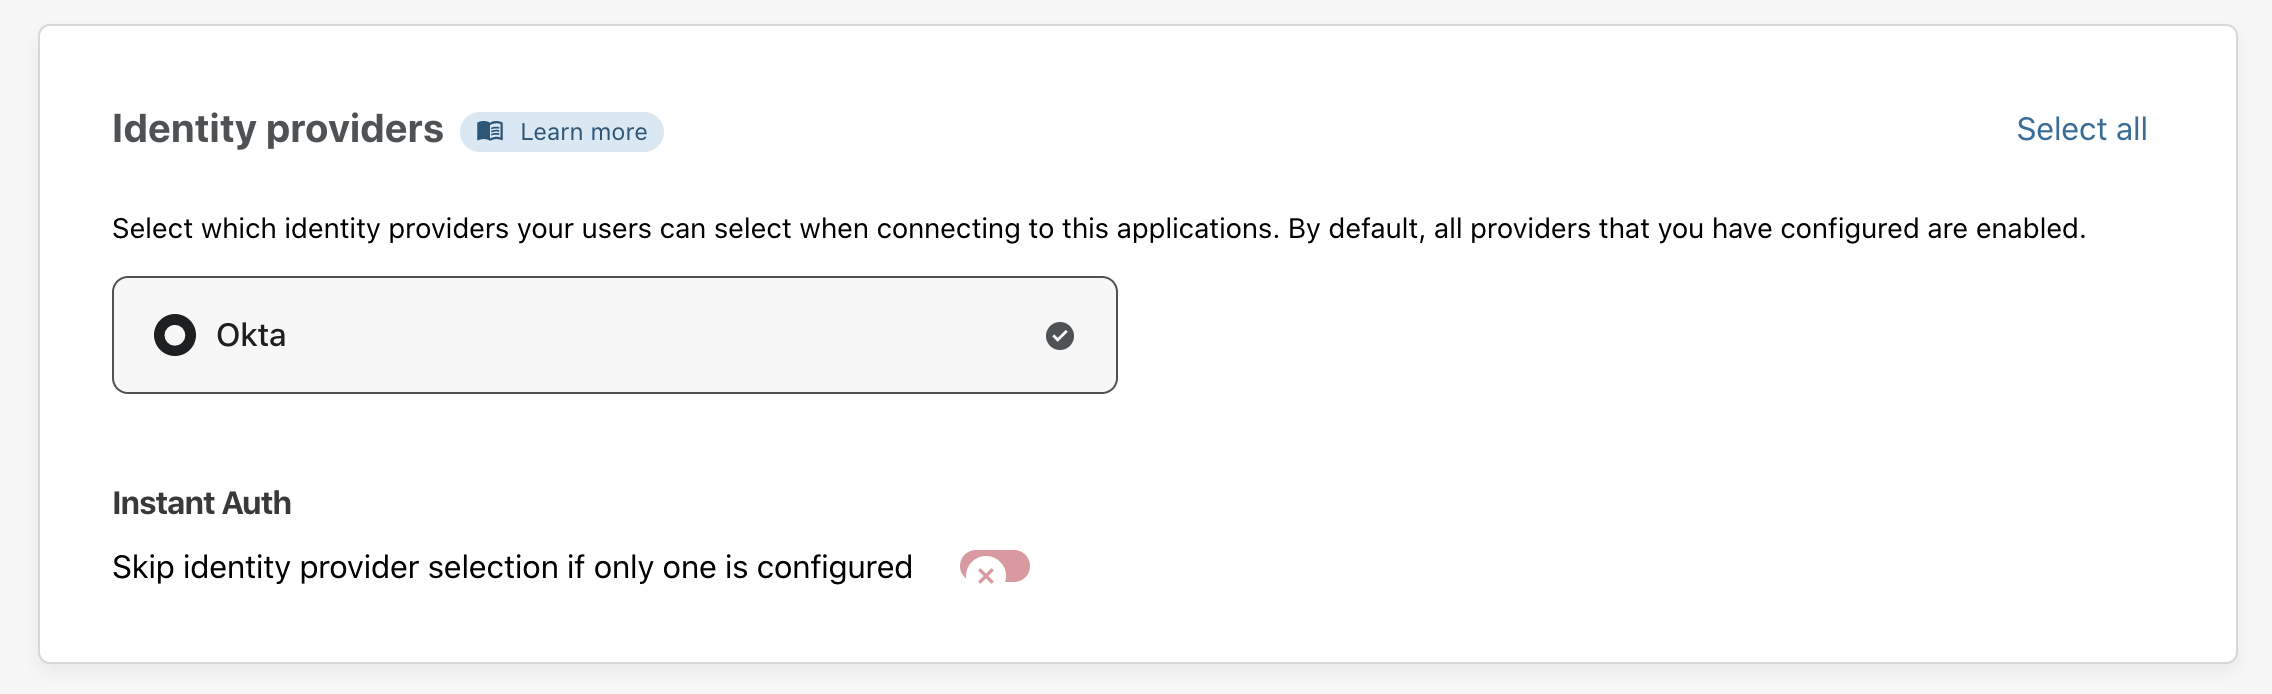 Identity providers Learn more Select all
Select which identity providers your users can select when connecting to this applications. By default, all providers that you have configured are enabled.
Okta
Instant Auth
Skip identity provider selection if only one is configured